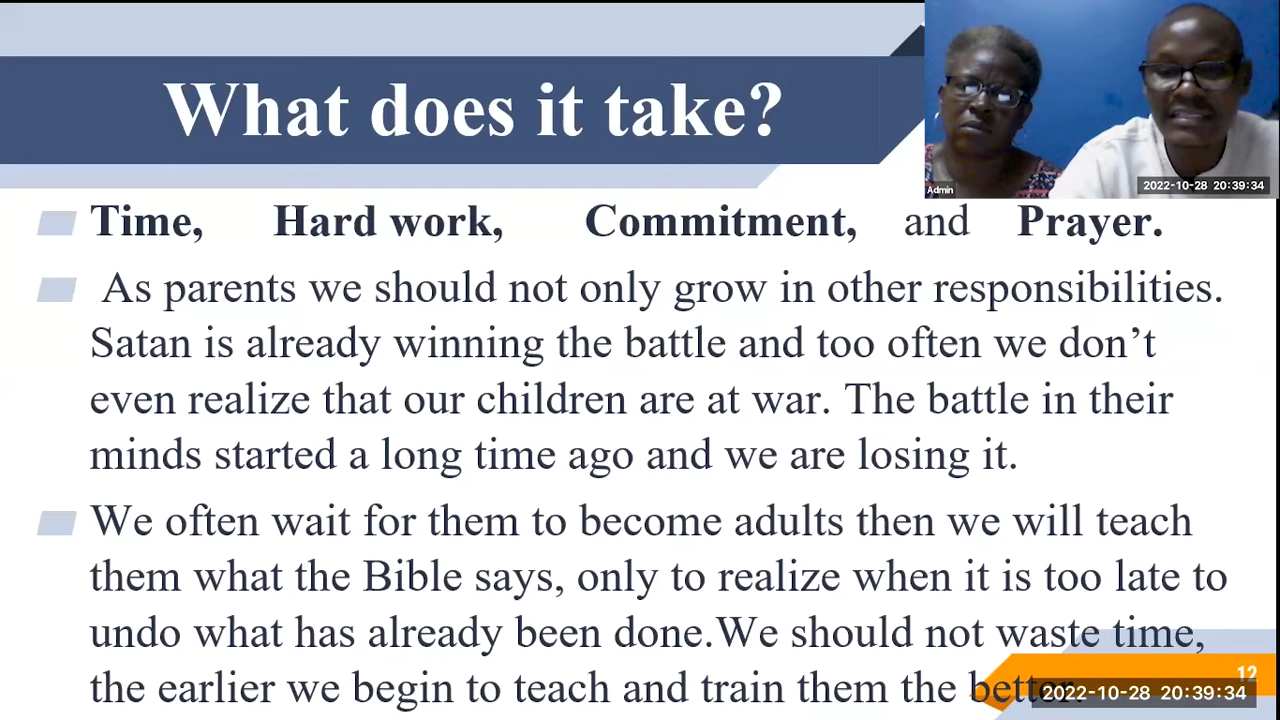 What does it take?
Admin
2022-10-28 20:39:34
Time, Hard work, Commitment, and Prayer.
As parents we should not only grow in other responsibilities.
Satan is already winning the battle and too often we don't
even realize that our children are at war. The battle in their
minds started a long time ago and we are losing it.
We often wait for them to become adults then we will teach
them what the Bible says, only to realize when it is too late to
undo what has already been done.We should not waste time,
the earlier we begin to teach and train them the better.
12
2022-10-28 20:39:34